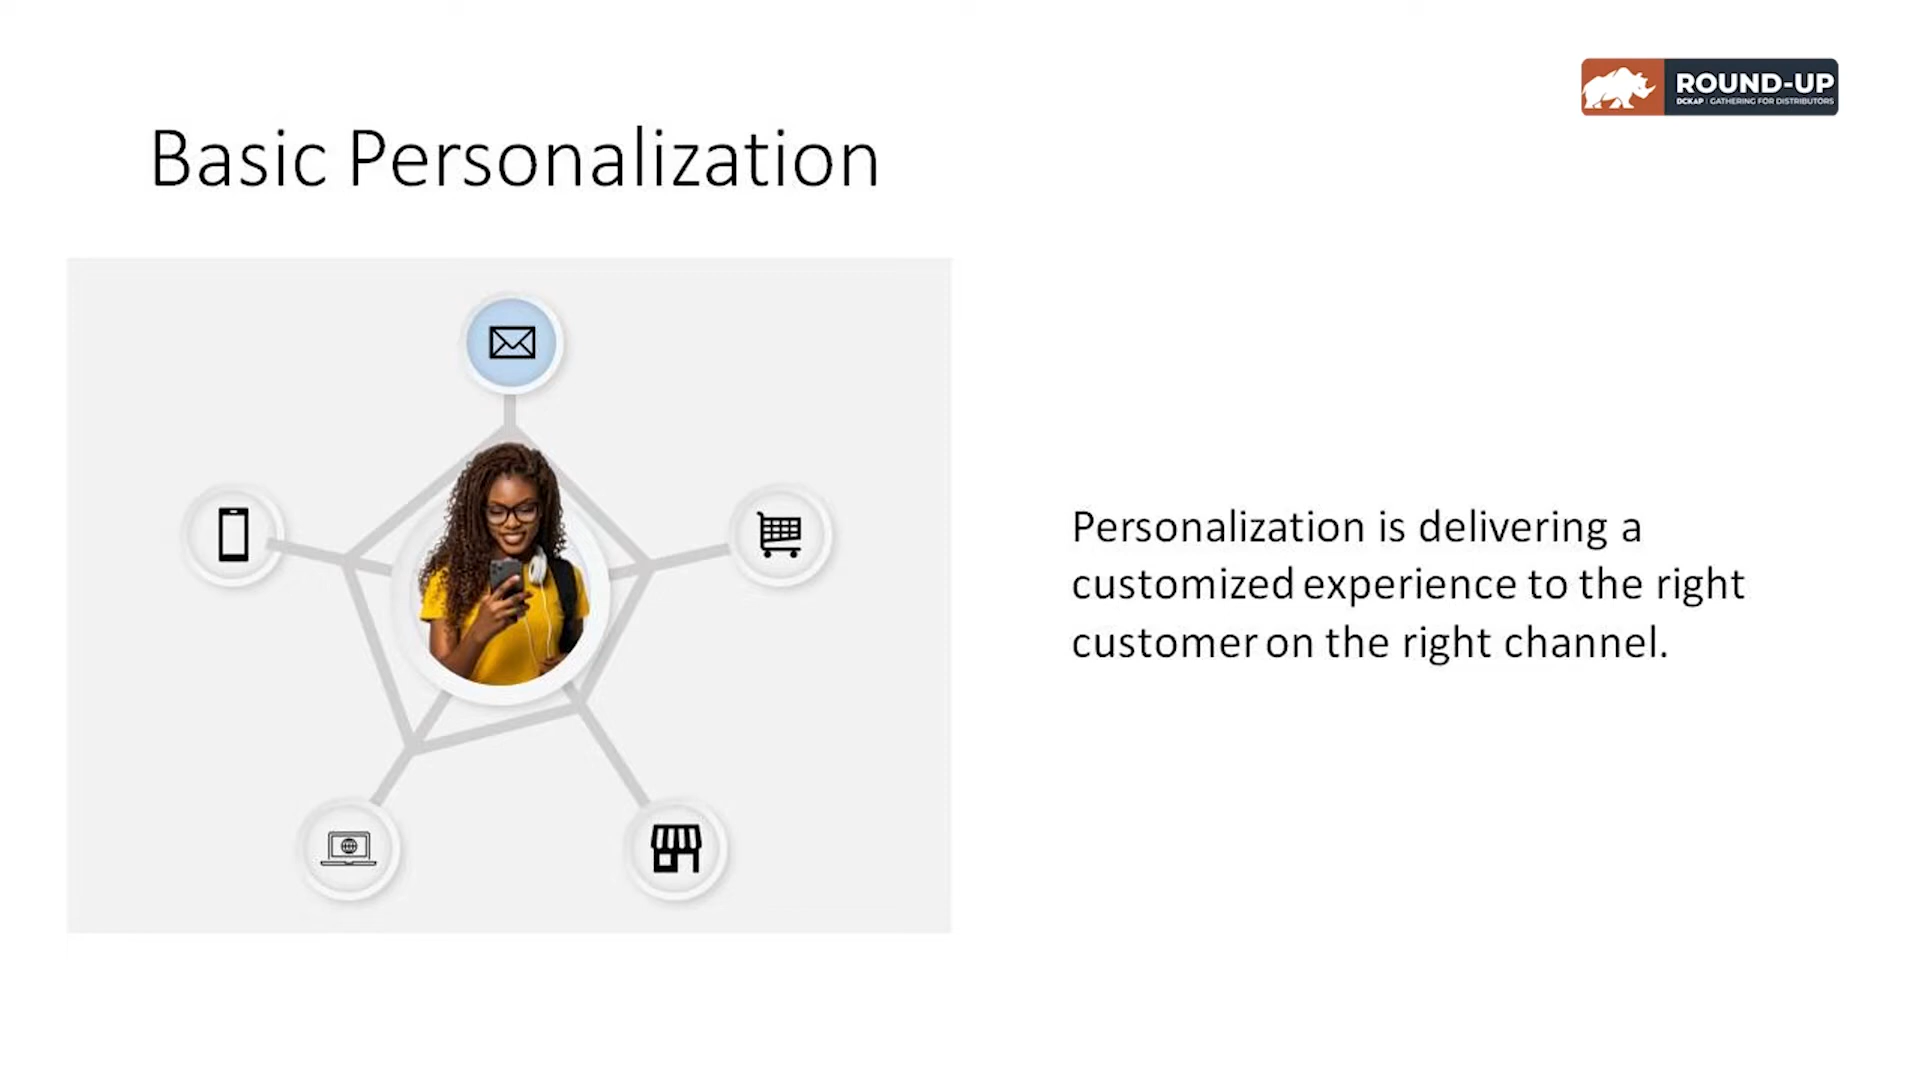 ROUND-UP
DCKAP | GATHERING FOR DISTRIBUTORS
Basic Personalization
Personalization is delivering a
customized experience to the right
customer on the right channel.